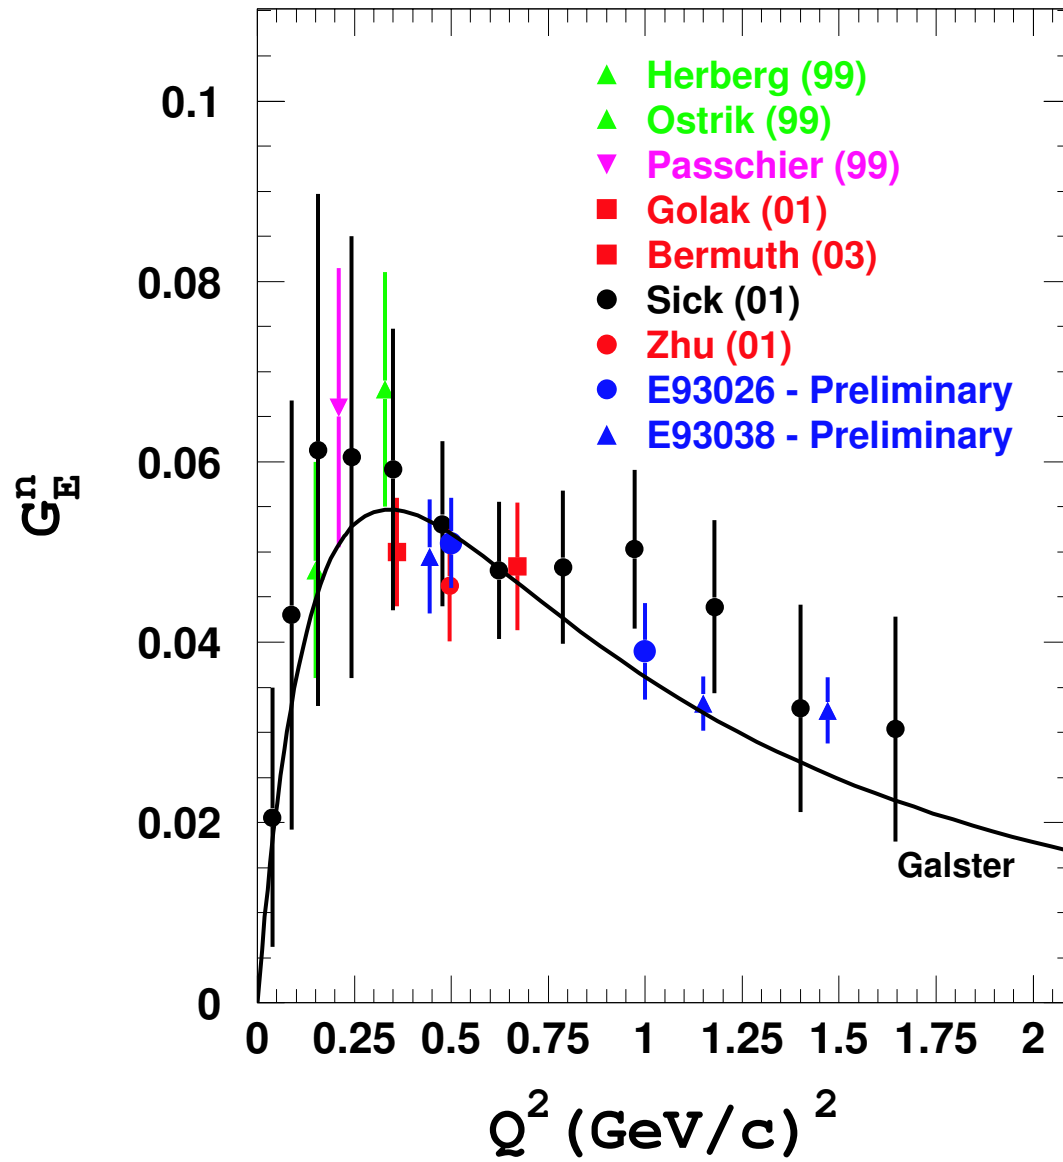 Herberg (99)
Ostrik (99)
Passchier (99)
Golak (01)
Bermuth (03)
Sick (01)
Zhu (01)
E93026 - Preliminary
E93038 - Preliminary
0.1
0.08
0.06
0.04
0.02
0
G_E^n
Galster
0 0.25 0.5 0.75 1 1.25 1.5 1.75 2
Q^2 (GeV/c)^2